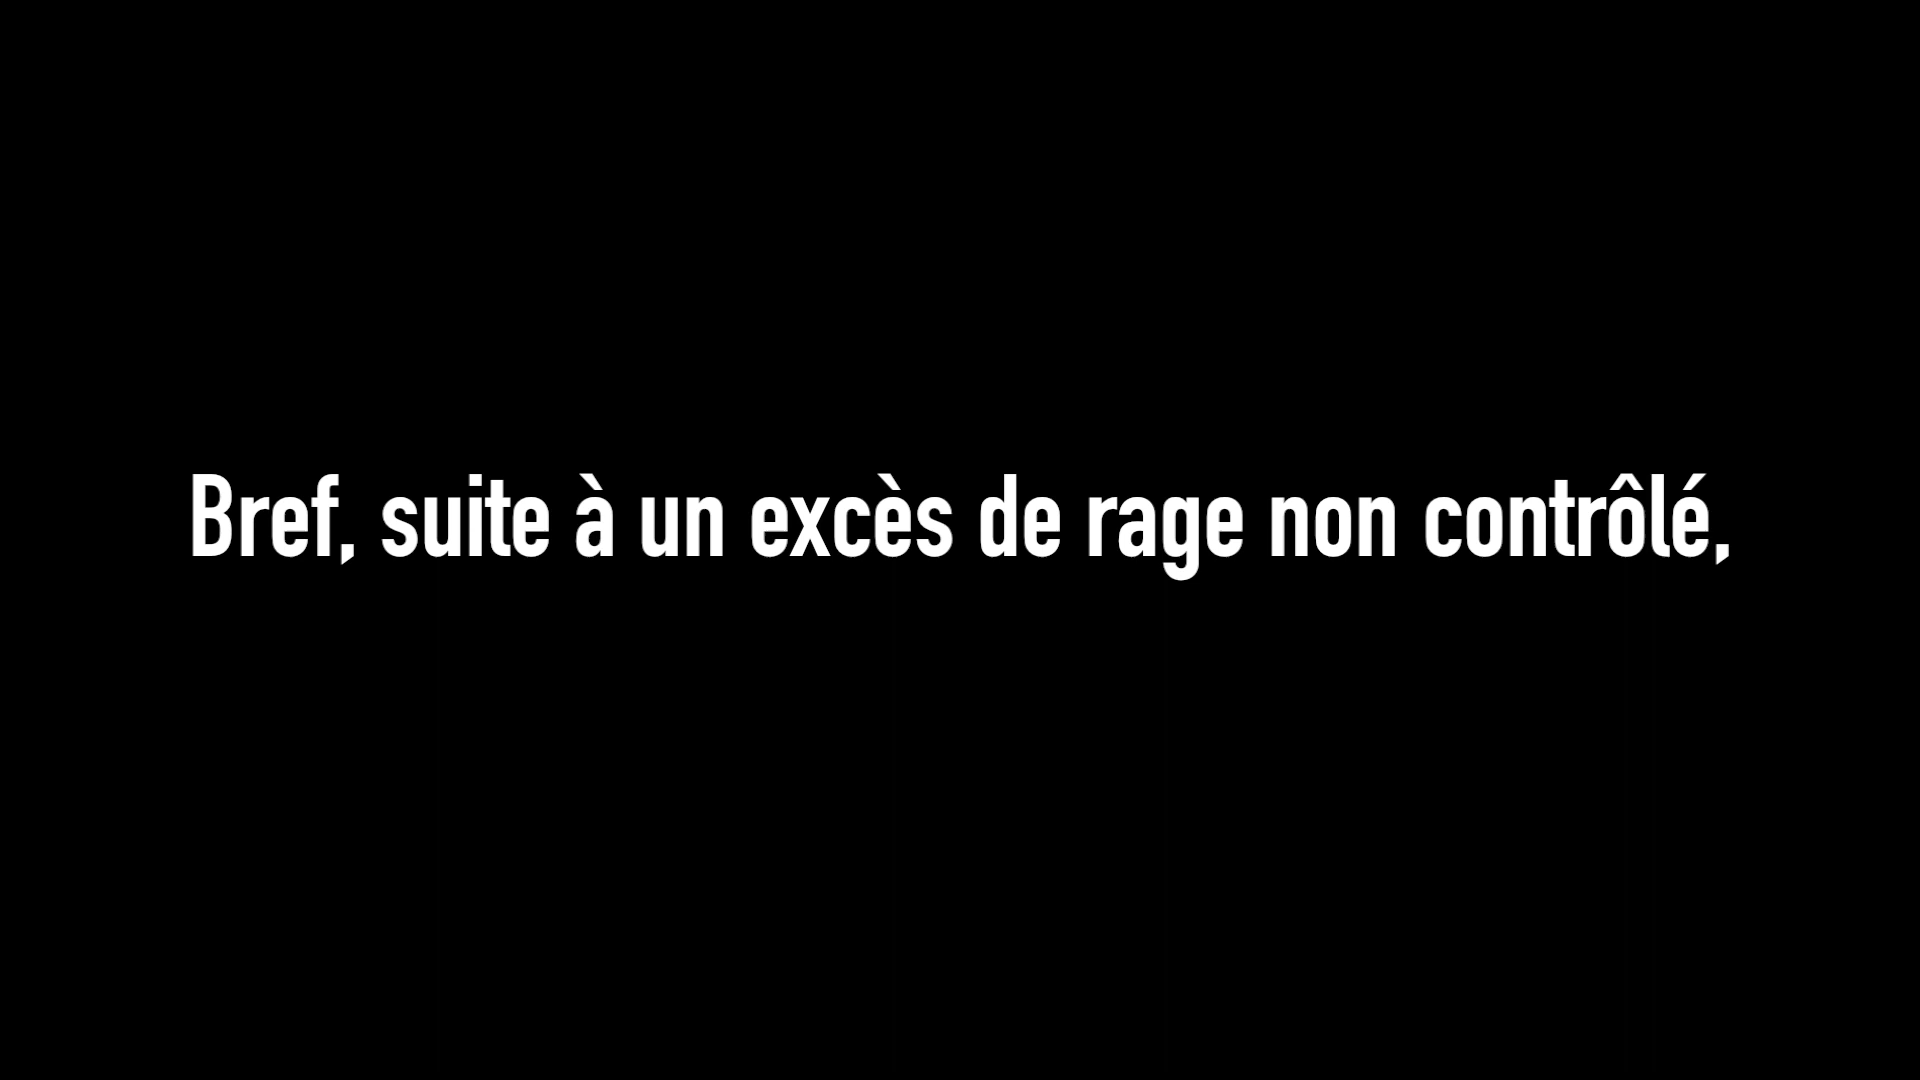 Bref, suite à un excès de rage non contrôlé,